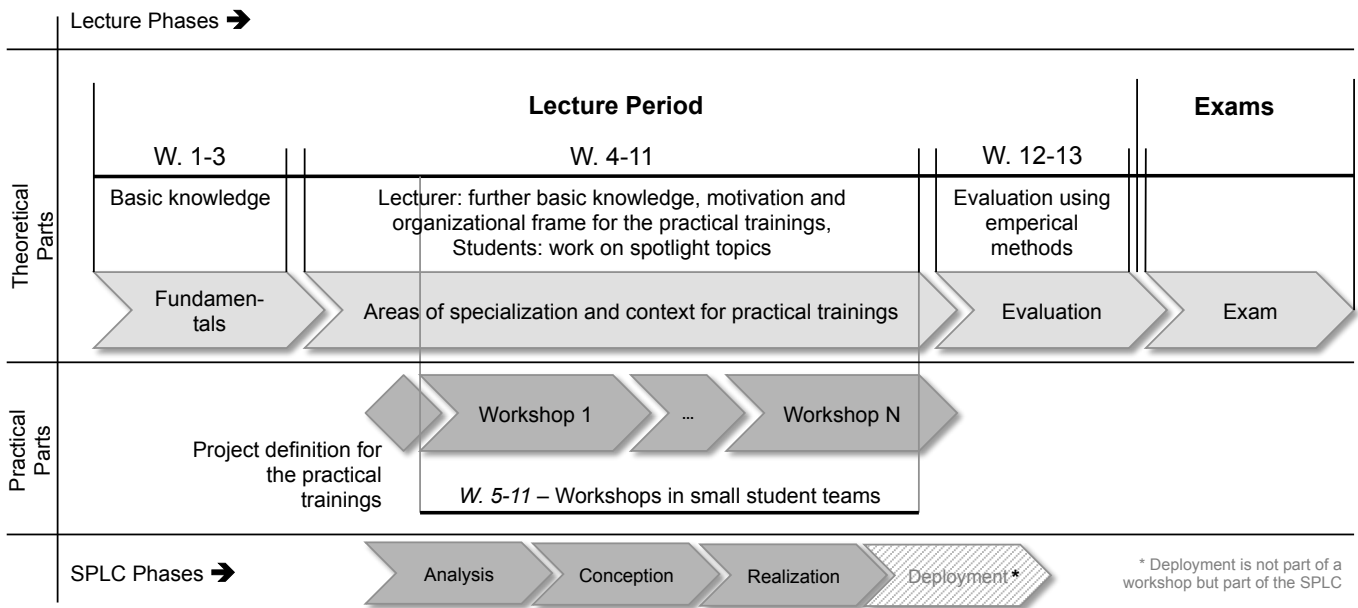 Lecture Phases ➔
Theoretical
Parts
Lecture Period
Exams
W. 1-3
W. 4-11
W. 12-13
Basic knowledge
Lecturer: further basic knowledge, motivation and
organizational frame for the practical trainings,
Students: work on spotlight topics
Evaluation using
emperical
methods
Fundamen-
tals
Areas of specialization and context for practical trainings
Evaluation
Exam
Practical
Parts
Workshop 1
...
Workshop N
Project definition for
the practical
trainings
W. 5-11 – Workshops in small student teams
SPLC Phases ➔
Analysis
Conception
Realization
Deployment*
* Deployment is not part of a
workshop but part of the SPLC